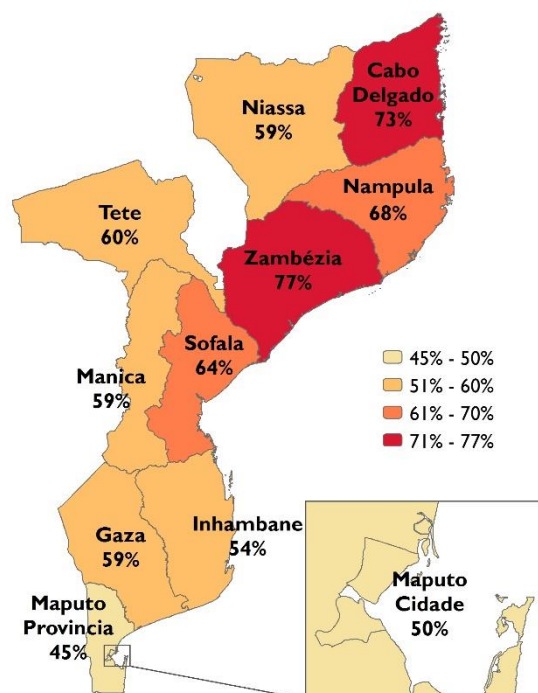 Cabo
Delgado
73%
Niassa
59%
Nampula
68%
Tete
60%
Zambézia
77%
Sofala
64%
Manica
59%
45% - 50%
51% - 60%
61% - 70%
71% - 77%
Inhambane
54%
Gaza
59%
Maputo
Provincia
45%
Maputo
Cidade
50%